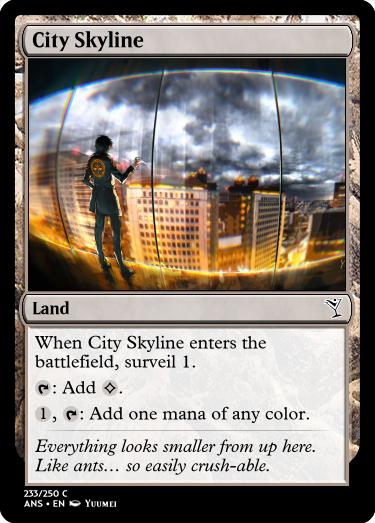 City Skyline
Land
When City Skyline enters the
battlefield, surveil 1.
: Add .
1 , : Add one mana of any color.
Everything looks smaller from up here.
Like ants… so easily crush-able.
233/250 C
ANS • EN Yuumei